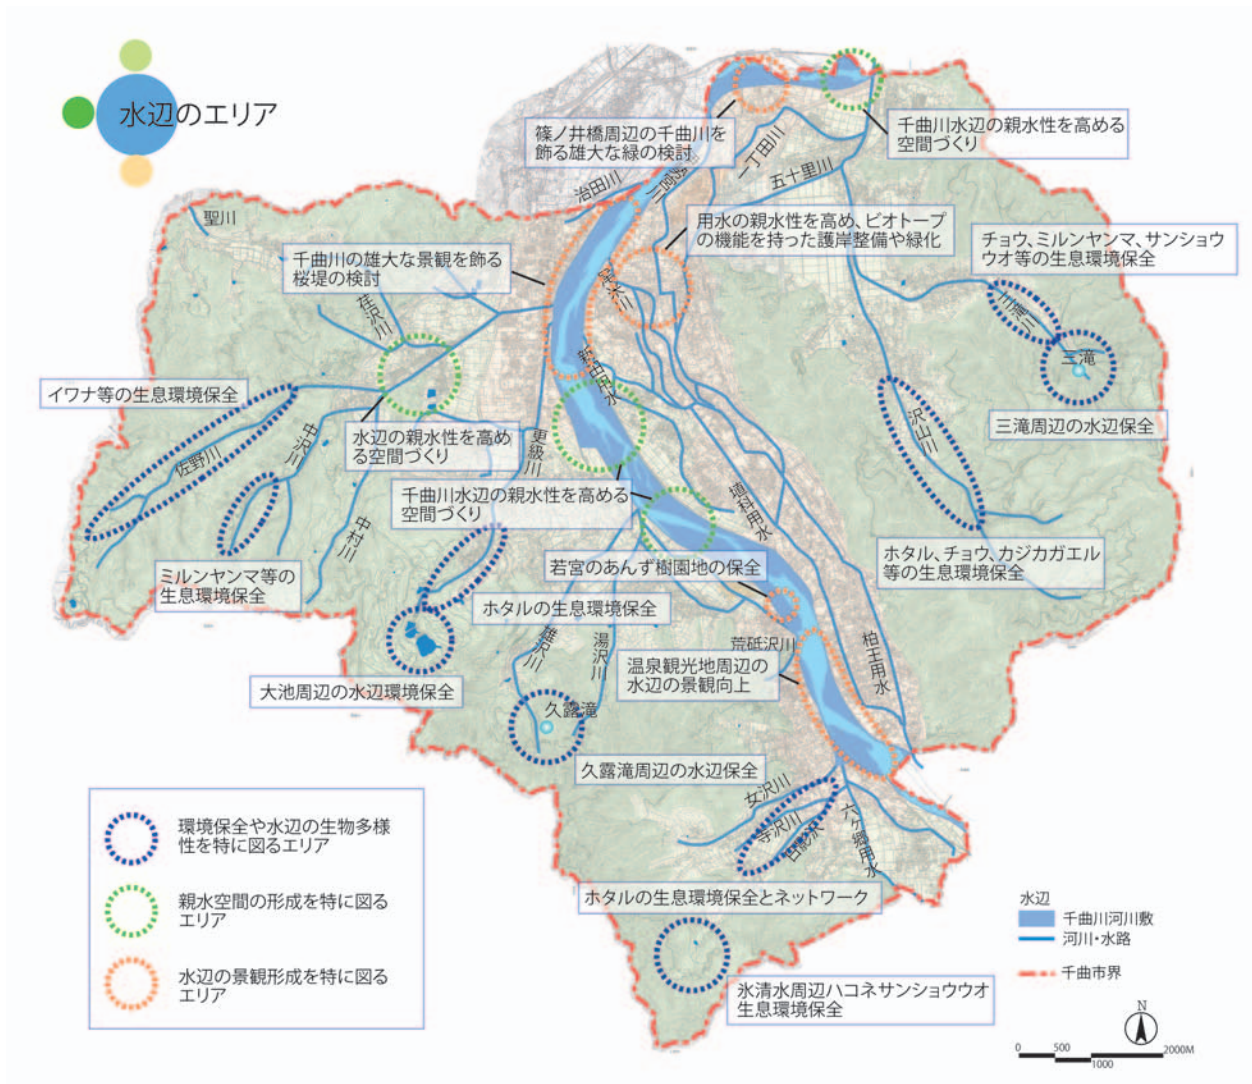 水辺のエリア
篠ノ井橋周辺の千曲川を
飾る雄大な緑の検討
千曲川水辺の親水性を高める
空間づくり
一丁田川
五十里川
治田川
聖川
用水の親水性を高め、ビオトープ
の機能を持った護岸整備や緑化
チョウ、ミルンヤンマ、サンショウ
ウオ等の生息環境保全
千曲川の雄大な景観を飾る
桜堤の検討
荏沢川
三滝川
三滝
新田用水
イワナ等の生息環境保全
三滝周辺の水辺保全
沢山川
水辺の親水性を高め
る空間づくり
中沢川
佐野川
更級川
千曲川水辺の親水性を高める
空間づくり
埴科用水
中村川
ホタル、チョウ、カジカガエル
等の生息環境保全
若宮のあんず樹園地の保全
ミルンヤンマ等の
生息環境保全
ホタルの生息環境保全
雄沢川
湯沢川
荒砥沢川
柏王用水
温泉観光地周辺の
水辺の景観向上
大池周辺の水辺環境保全
久露滝
久露滝周辺の水辺保全
女沢川
寺沢川
日影沢
六ヶ郷用水
ホタルの生息環境保全とネットワーク
氷清水周辺ハコネサンショウウオ
生息環境保全
環境保全や水辺の生物多様
性を特に図るエリア
親水空間の形成を特に図る
エリア
水辺の景観形成を特に図る
エリア
水辺
千曲川河川敷
河川・水路
千曲市界
N
0 500 2000M
1000